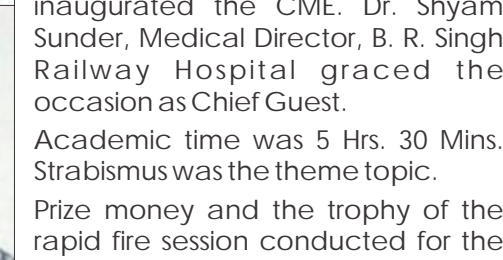 inaugurated the CME. Dr. Shyam
Sunder, Medical Director, B. R. Singh
Railway Hospital graced the
occasion as Chief Guest.
Academic time was 5 Hrs. 30 Mins.
Strabismus was the theme topic.
Prize money and the trophy of the
rapid fire session conducted for the